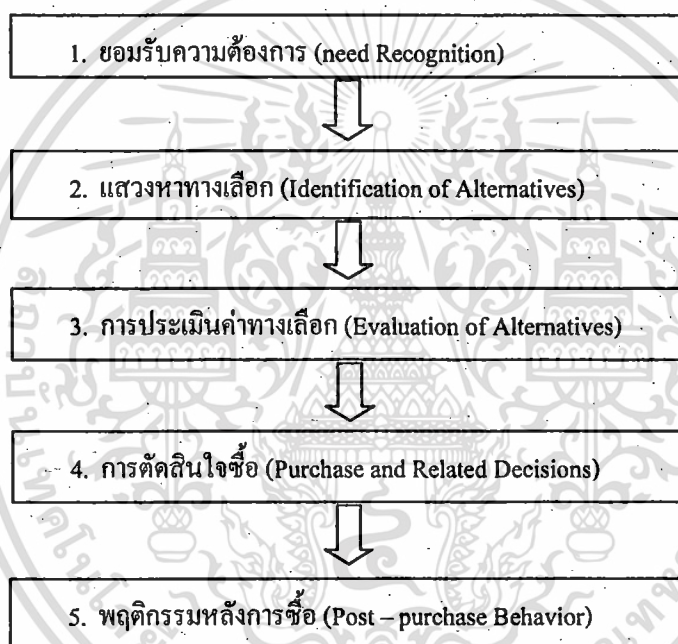 1. ยอมรับความต้องการ (need Recognition)
2. แสวงหาทางเลือก (Identification of Alternatives)
3. การประเมินค่าทางเลือก (Evaluation of Alternatives)
4. การตัดสินใจซื้อ (Purchase and Related Decisions)
5. พฤติกรรมหลังการซื้อ (Post – purchase Behavior)